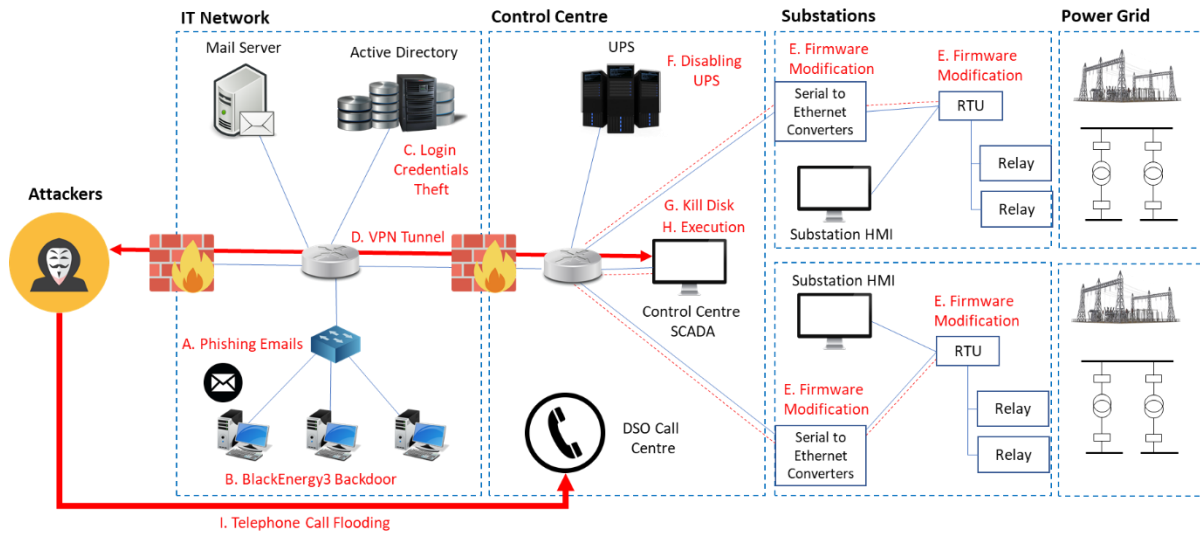 IT Network
Control Centre
Substations
Power Grid
Mail Server
Active Directory
C. Login
Credentials
Theft
Attackers
D. VPN Tunnel
A. Phishing Emails
B. BlackEnergy3 Backdoor
I. Telephone Call Flooding
UPS
F. Disabling
UPS
G. Kill Disk
H. Execution
Control Centre
SCADA
DSO Call
Centre
E. Firmware
Modification
Serial to
Ethernet
Converters
E. Firmware
Modification
RTU
Relay
Relay
Substation HMI
Substation HMI
E. Firmware
Modification
RTU
E. Firmware
Modification
Serial to
Ethernet
Converters
Relay
Relay